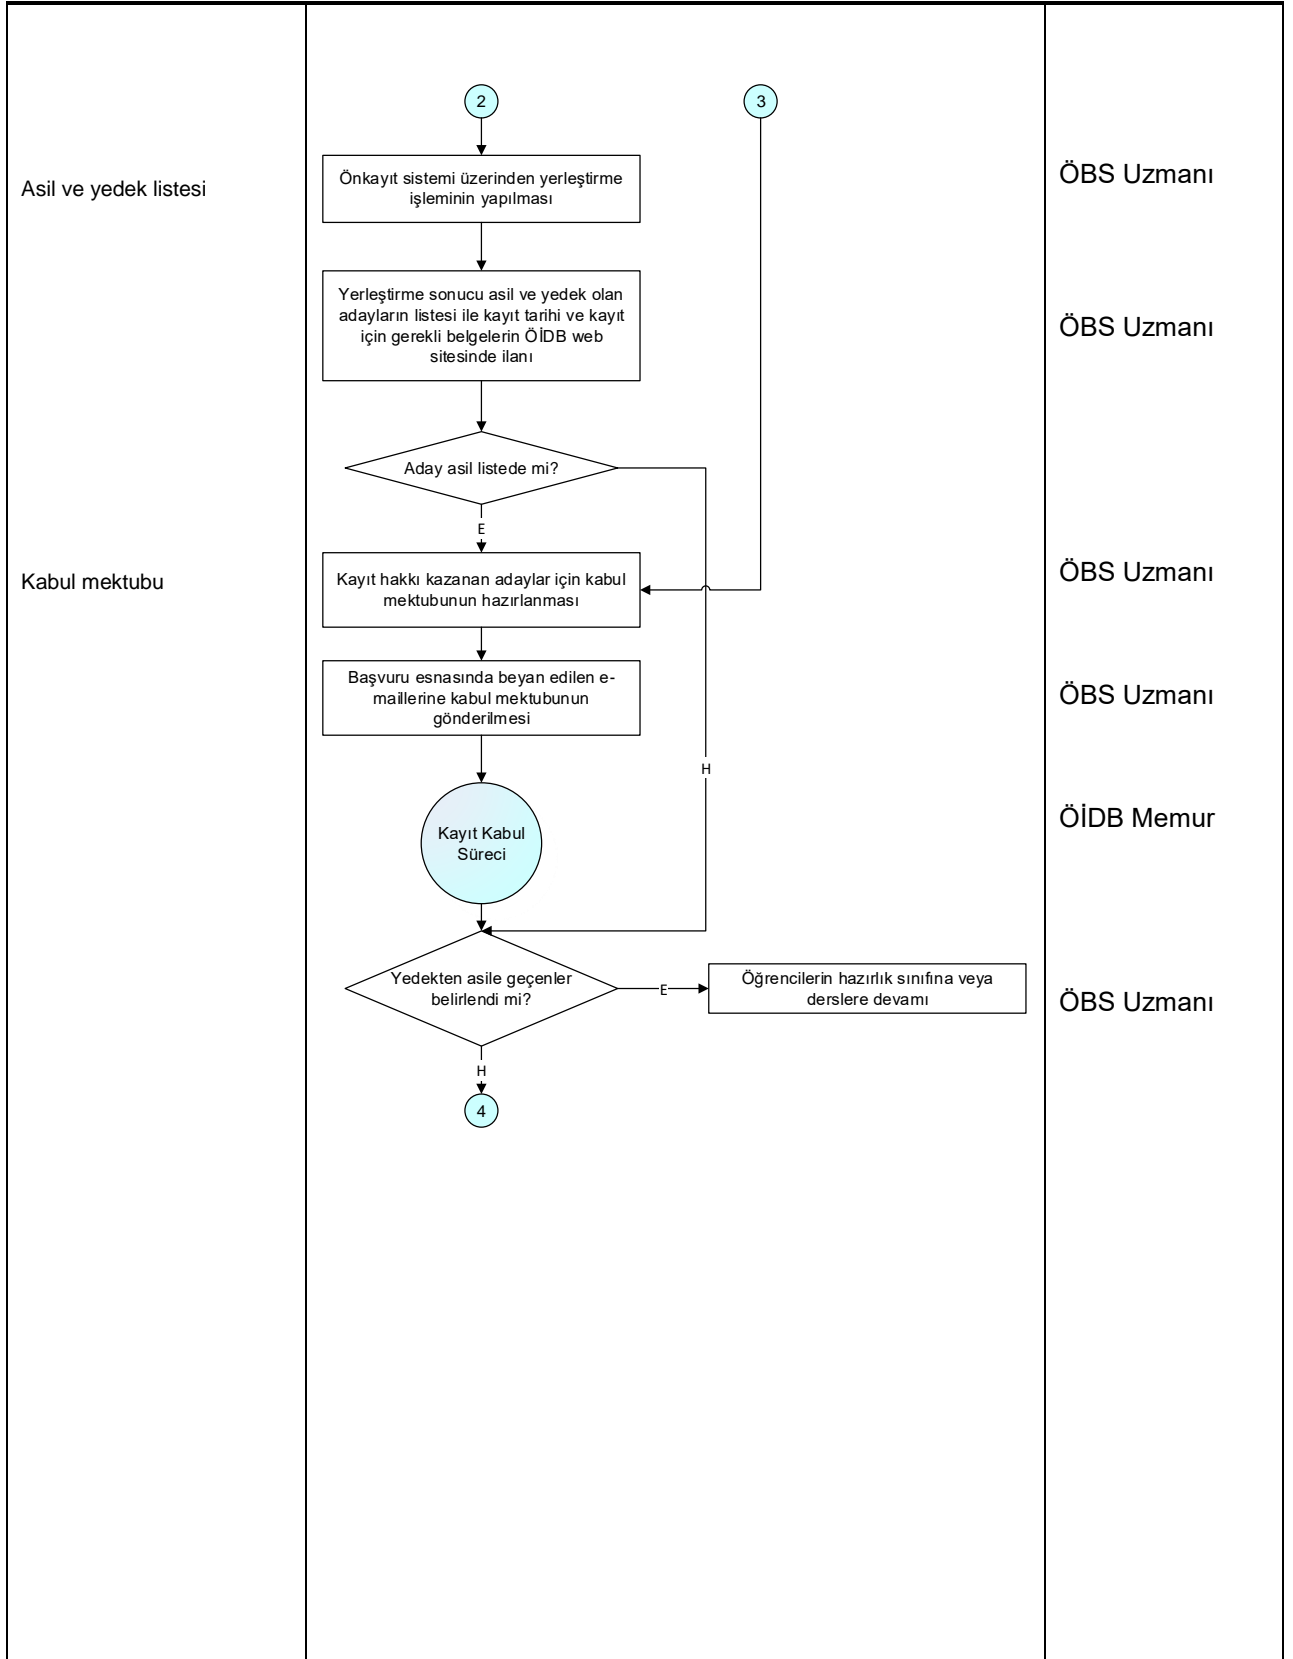 2
3
Asil ve yedek listesi
Önkayıt sistemi üzerinden yerleştirme
işleminin yapılması
ÖBS Uzmanı
Yerleştirme sonucu asil ve yedek olan
adayların listesi ile kayıt tarihi ve kayıt
için gerekli belgelerin ÖİDB web
sitesinde ilanı
ÖBS Uzmanı
Aday asil listede mi?
E
Kabul mektubu
Kayıt hakkı kazanan adaylar için kabul
mektubunun hazırlanması
ÖBS Uzmanı
Başvuru esnasında beyan edilen e-
maillerine kabul mektubunun
gönderilmesi
ÖBS Uzmanı
H
Kayıt Kabul
Süreci
ÖİDB Memur
Yedekten asile geçenler
belirlendi mi?
E
Öğrencilerin hazırlık sınıfına veya
derslere devamı
ÖBS Uzmanı
H
4